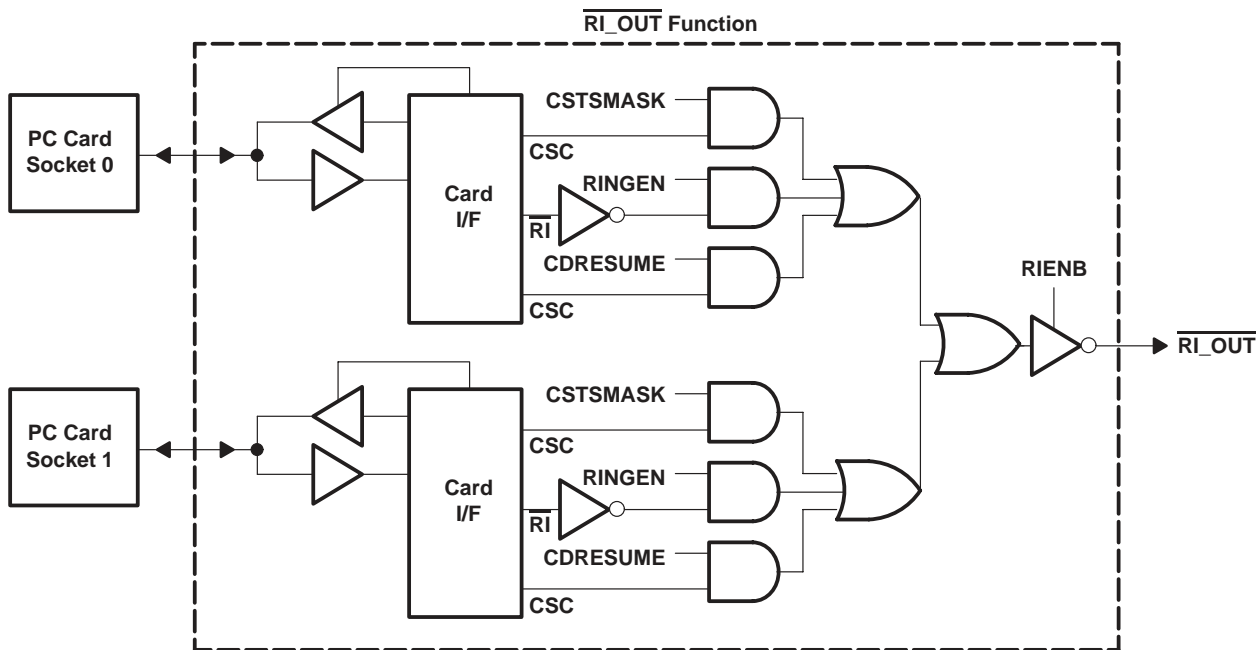 RI_OUT Function
PC Card
Socket 0
Card
I/F
CSTSMASK
CSC
RINGEN
RI
CDRESUME
CSC
RIENB
RI_OUT
PC Card
Socket 1
Card
I/F
CSTSMASK
CSC
RINGEN
RI
CDRESUME
CSC